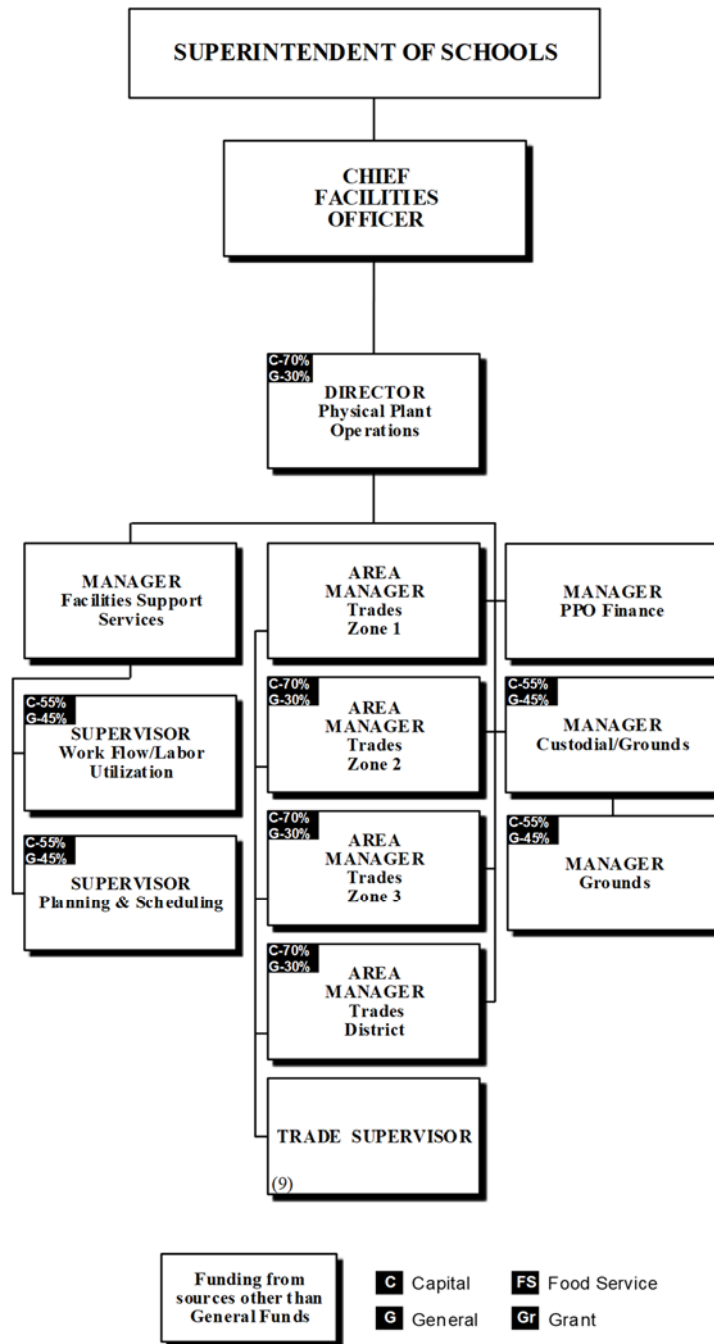 SUPERINTENDENT OF SCHOOLS
CHIEF
FACILITIES
OFFICER
C-70%
G-30%
DIRECTOR
Physical Plant
Operations
MANAGER
Facilities Support
Services
AREA
MANAGER
Trades
Zone 1
MANAGER
PPO Finance
C-55%
G-45%
SUPERVISOR
Work Flow/Labor
Utilization
C-70%
G-30%
AREA
MANAGER
Trades
Zone 2
C-55%
G-45%
MANAGER
Custodial/Grounds
C-55%
G-45%
SUPERVISOR
Planning & Scheduling
C-70%
G-30%
AREA
MANAGER
Trades
Zone 3
C-55%
G-45%
MANAGER
Grounds
C-70%
G-30%
AREA
MANAGER
Trades
District
TRADE SUPERVISOR
(9)
Funding from
sources other than
General Funds
C Capital
FS Food Service
G General
Gr Grant